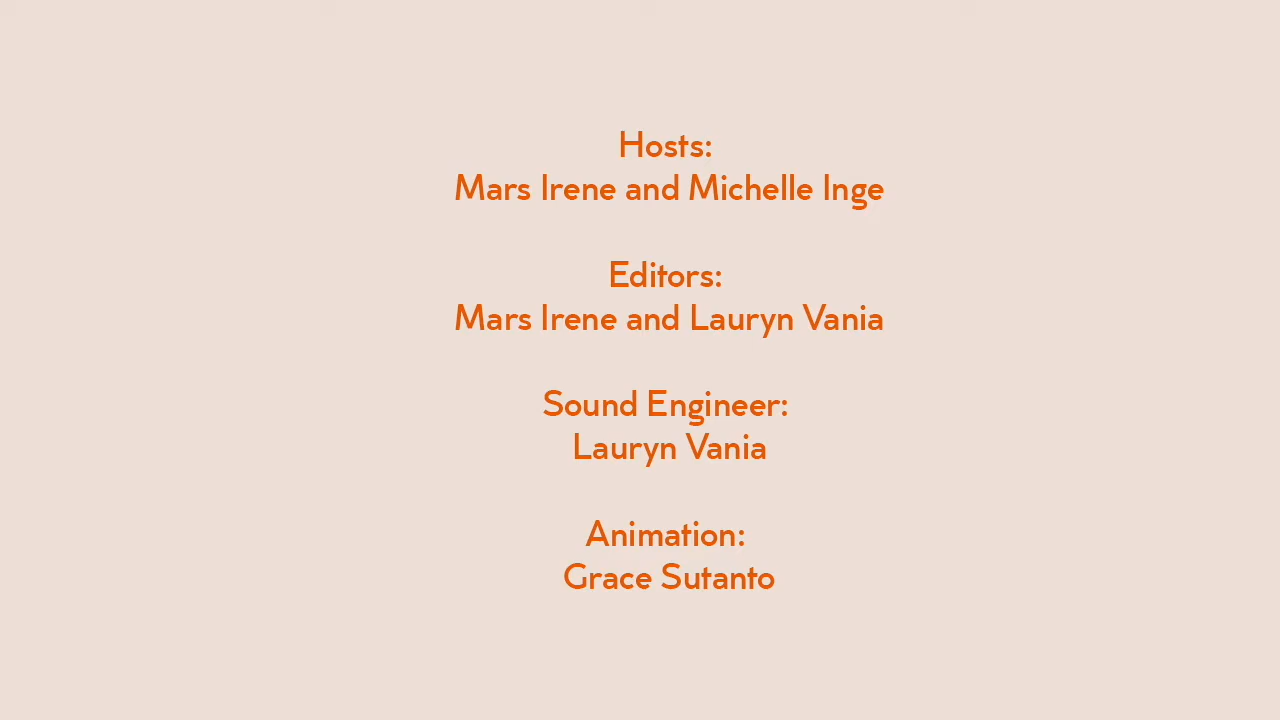 Hosts:
Mars Irene and Michelle Inge
Editors:
Mars Irene and Lauryn Vania
Sound Engineer:
Lauryn Vania
Animation:
Grace Sutanto